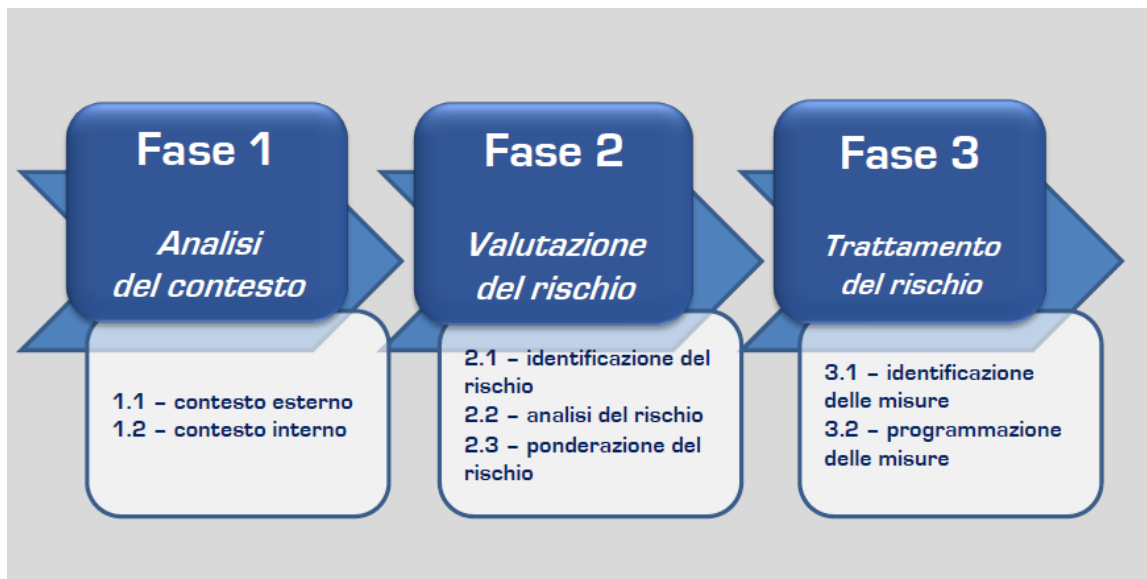 Fase 1
Analisi
del contesto
1.1 – contesto esterno
1.2 – contesto interno
Fase 2
Valutazione
del rischio
2.1 – identificazione del
rischio
2.2 – analisi del rischio
2.3 – ponderazione del
rischio
Fase 3
Trattamento
del rischio
3.1 – identificazione
delle misure
3.2 – programmazione
delle misure